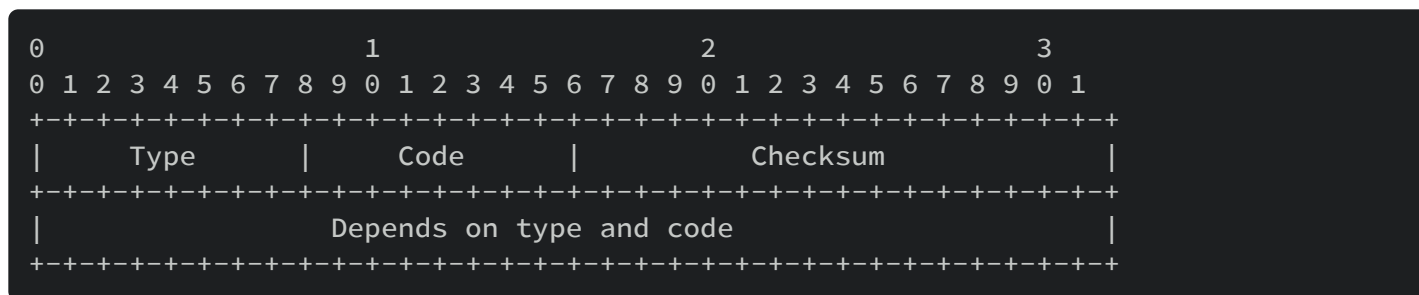 0                   1                   2                   3
0 1 2 3 4 5 6 7 8 9 0 1 2 3 4 5 6 7 8 9 0 1 2 3 4 5 6 7 8 9 0 1
+-+-+-+-+-+-+-+-+-+-+-+-+-+-+-+-+-+-+-+-+-+-+-+-+-+-+-+-+-+-+-+-+
|     Type      |     Code      |          Checksum             |
+-+-+-+-+-+-+-+-+-+-+-+-+-+-+-+-+-+-+-+-+-+-+-+-+-+-+-+-+-+-+-+-+
|                 Depends on type and code                      |
+-+-+-+-+-+-+-+-+-+-+-+-+-+-+-+-+-+-+-+-+-+-+-+-+-+-+-+-+-+-+-+-+